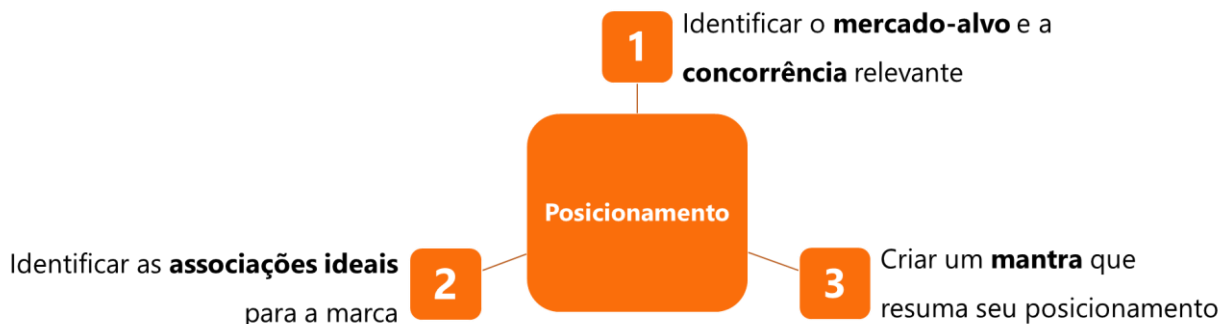 1
Identificar o mercado-alvo e a
concorrência relevante
Posicionamento
2
Identificar as associações ideais
para a marca
3
Criar um mantra que
resuma seu posicionamento